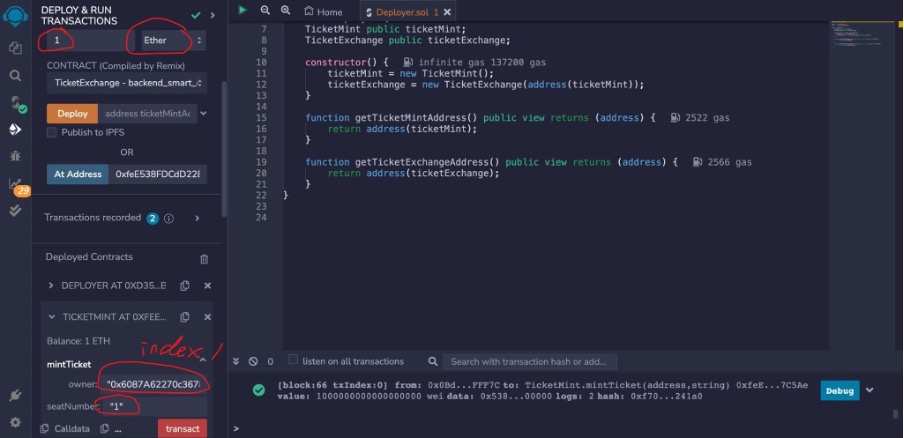 DEPLOY & RUN
TRANSACTIONS
1
Ether
CONTRACT (Compiled by Remix)
TicketExchange - backend_smart_
Deploy
address ticketMintAc
Publish to IPFS
OR
At Address
0xfeE538FDCdD22
Transactions recorded
2
Deployed Contracts
DEPLOYER AT 0XD35...B
TICKETMINT AT 0XFEE...
Balance: 1 ETH
index 1
mintTicket
owner:
"0x6087A62270c367
seatNumber:
"1"
Calldata
...
transact
29
Home
Deployer.sol 1
7 TicketMint public ticketMint;
8 TicketExchange public ticketExchange;
9
10 constructor() { infinite gas 137200 gas
11 ticketMint = new TicketMint();
12 ticketExchange = new TicketExchange(address(ticketMint));
13 }
14
15 function getTicketMintAddress() public view returns (address) { 2522 gas
16 return address(ticketMint);
17 }
18
19 function getTicketExchangeAddress() public view returns (address) { 2566 gas
20 return address(ticketExchange);
21 }
22 }
23
24
0
listen on all transactions
Search with transaction hash or add...
[block:66 txIndex:0] from: 0x0Bd...FFF7C to: TicketMint.mintTicket(address,string) 0xfeE...7C5Ae
value: 1000000000000000000 wei data: 0x538...00000 logs: 2 hash: 0xf70...241a0
Debug
>